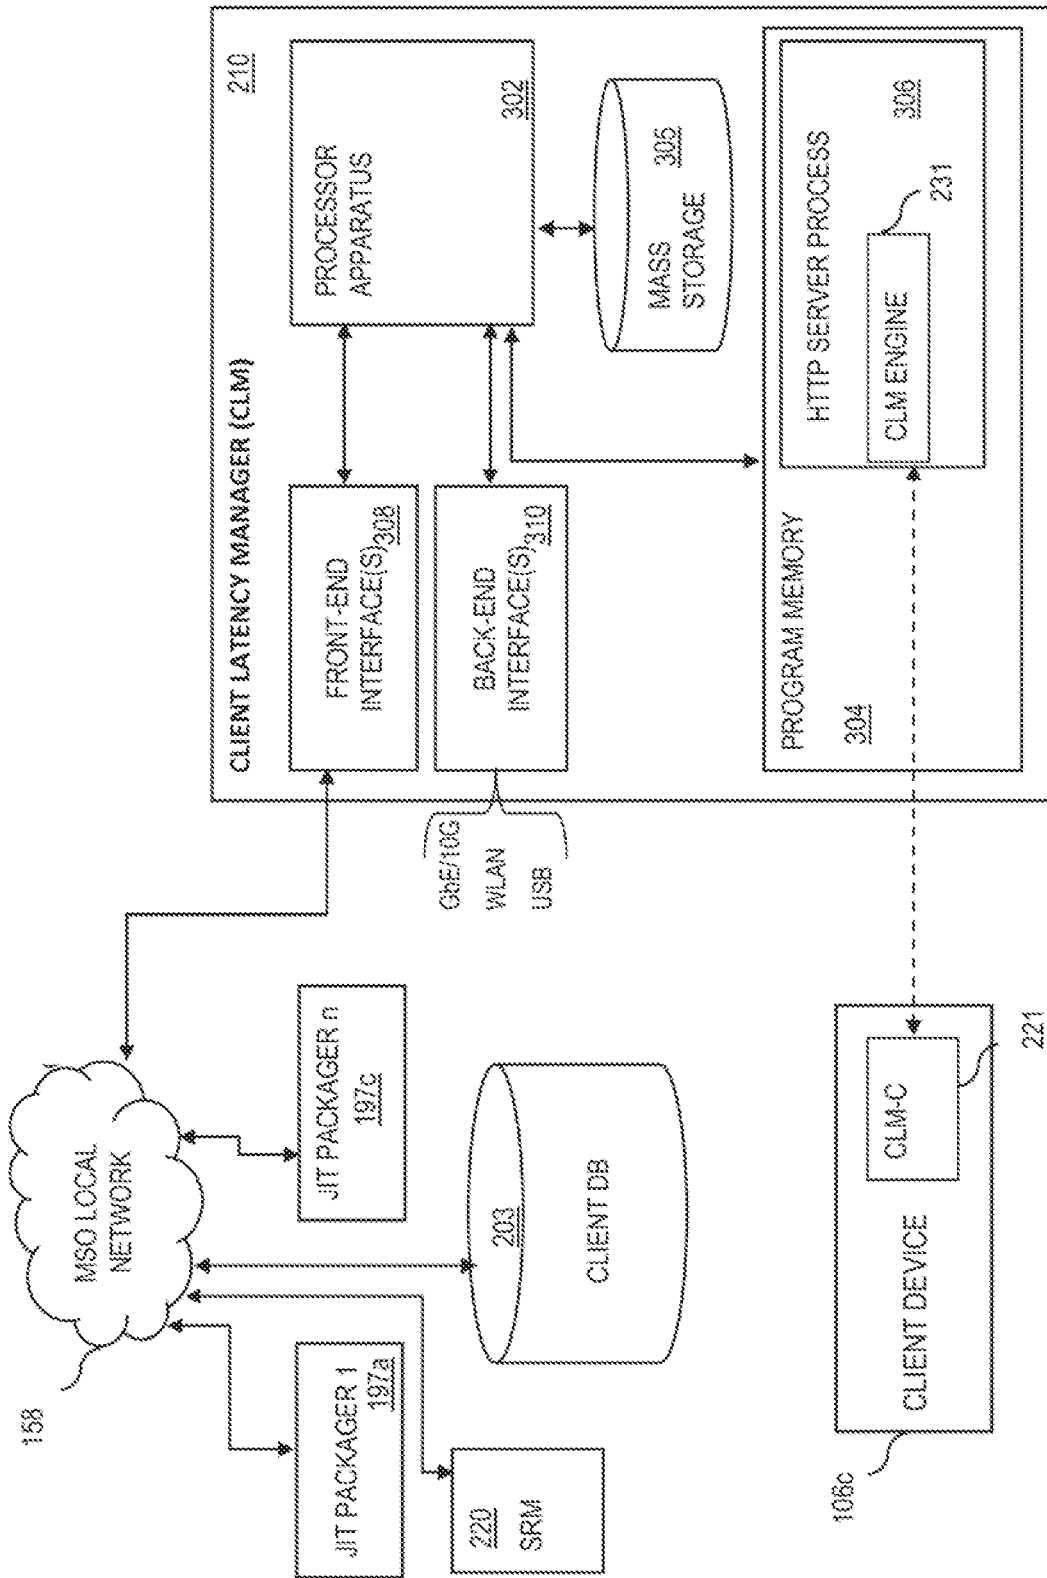 158
MSO LOCAL
NETWORK
JIT PACKAGER 1
197a
220
SRM
203
CLIENT DB
JIT PACKAGER n
197c
106c
CLIENT DEVICE
CLM-C
221
GbE/10G
WLAN
USB
CLIENT LATENCY MANAGER (CLM)
210
FRONT-END
INTERFACE(S) 308
BACK-END
INTERFACE(S) 310
PROCESSOR
APPARATUS
302
MASS
STORAGE
305
PROGRAM MEMORY
304
HTTP SERVER PROCESS
306
CLM ENGINE
231